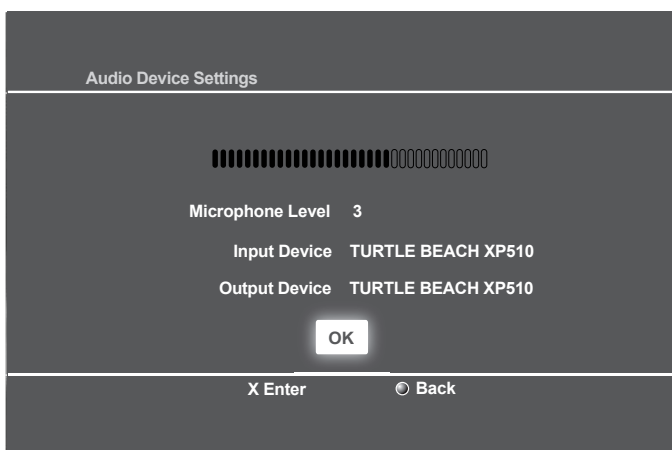 Audio Device Settings
Microphone Level 3
Input Device TURTLE BEACH XP510
Output Device TURTLE BEACH XP510
OK
X Enter Back